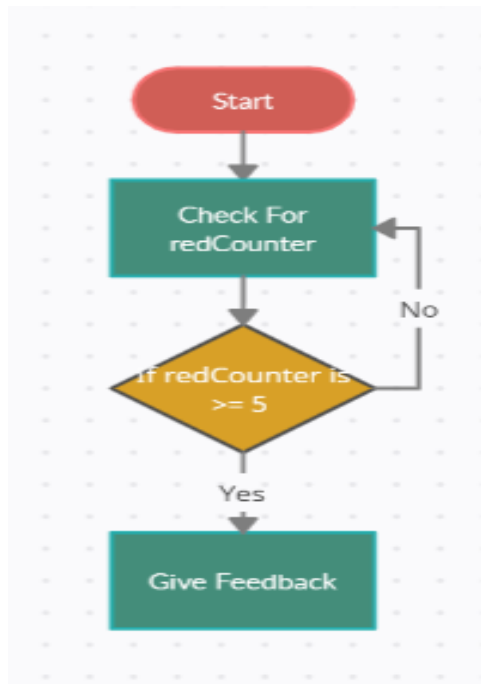 Start
Check For
redCounter
No
If redCounter is
>= 5
Yes
Give Feedback